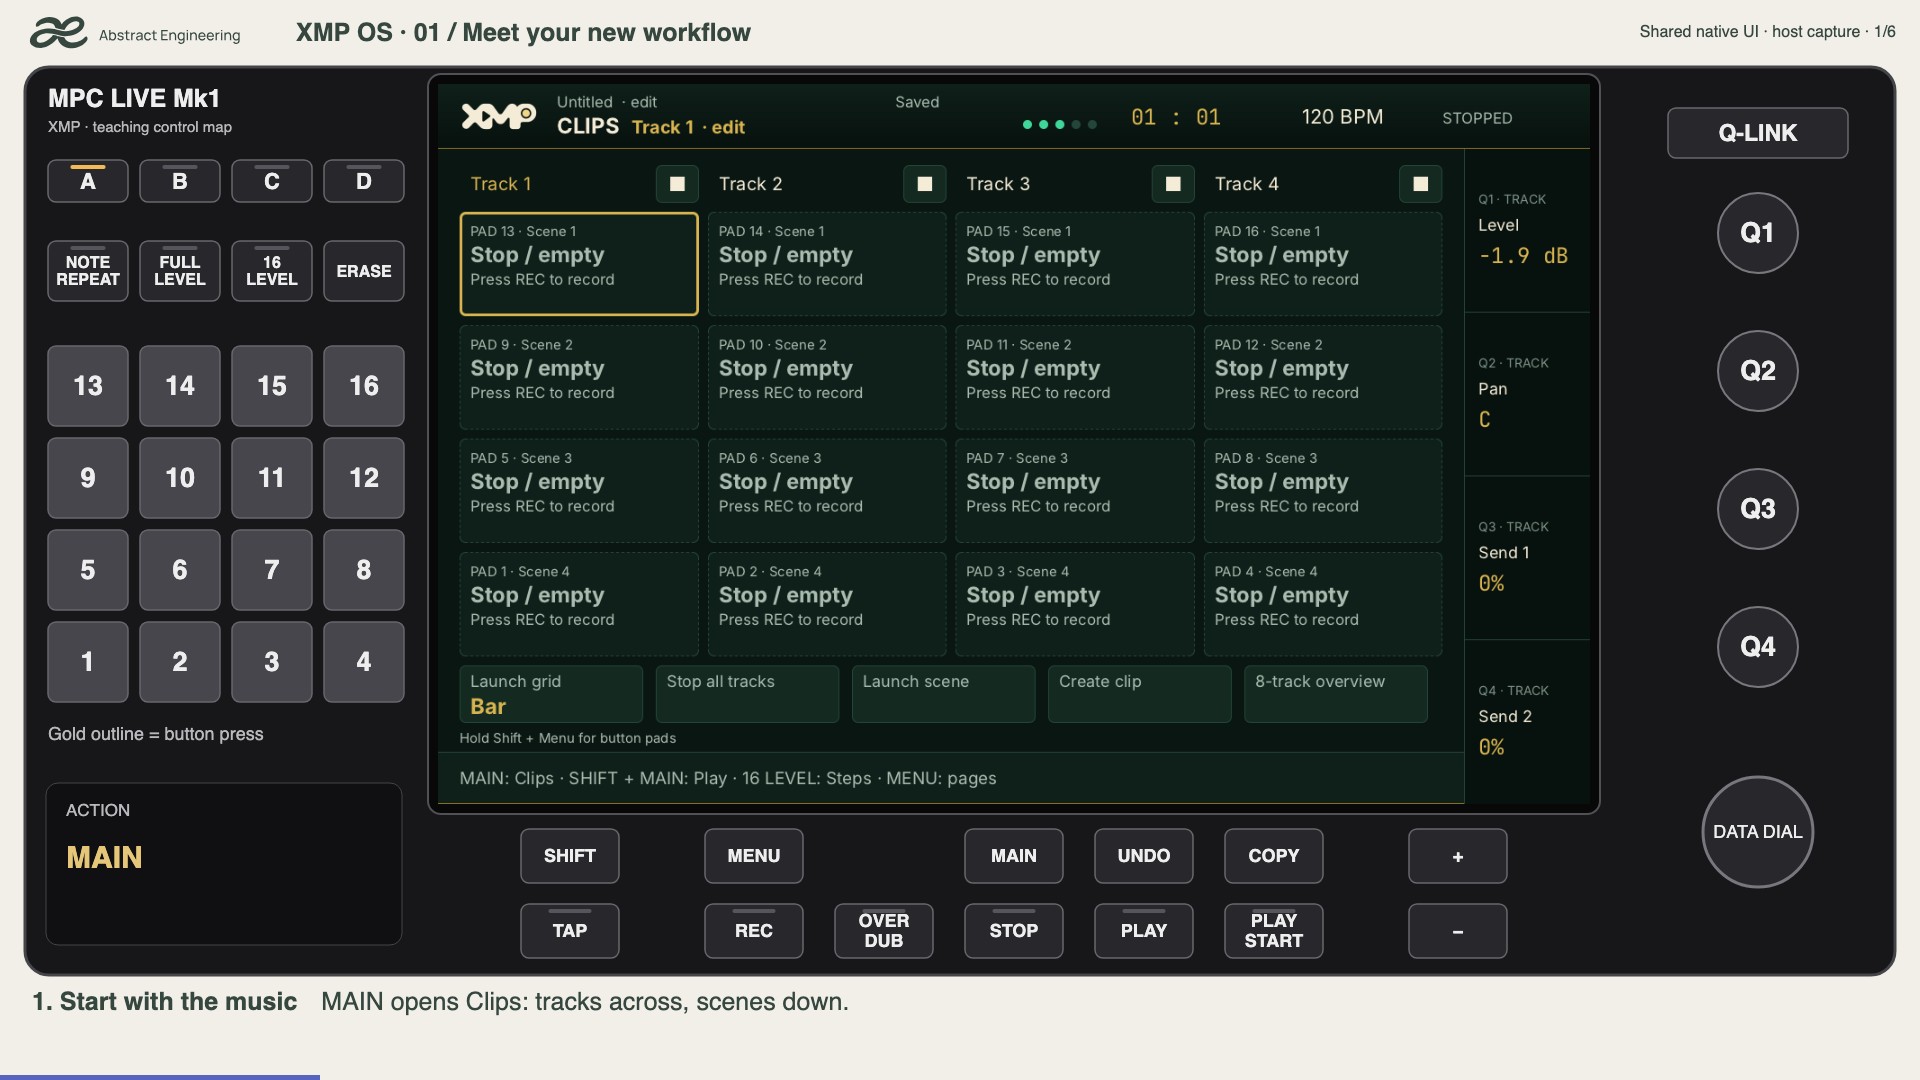 Abstract Engineering
XMP OS · 01 / Meet your new workflow
Shared native UI · host capture · 1/6
MPC LIVE Mk1
XMP · teaching control map
A
B
C
D
NOTE REPEAT
FULL LEVEL
16 LEVEL
ERASE
13
14
15
16
9
10
11
12
5
6
7
8
1
2
3
4
Gold outline = button press
ACTION
MAIN
XMP
Untitled · edit
CLIPS Track 1 · edit
Saved
01 : 01
120 BPM
STOPPED
Track 1
Track 2
Track 3
Track 4
PAD 13 · Scene 1
Stop / empty
Press REC to record
PAD 14 · Scene 1
Stop / empty
Press REC to record
PAD 15 · Scene 1
Stop / empty
Press REC to record
PAD 16 · Scene 1
Stop / empty
Press REC to record
PAD 9 · Scene 2
Stop / empty
Press REC to record
PAD 10 · Scene 2
Stop / empty
Press REC to record
PAD 11 · Scene 2
Stop / empty
Press REC to record
PAD 12 · Scene 2
Stop / empty
Press REC to record
PAD 5 · Scene 3
Stop / empty
Press REC to record
PAD 6 · Scene 3
Stop / empty
Press REC to record
PAD 7 · Scene 3
Stop / empty
Press REC to record
PAD 8 · Scene 3
Stop / empty
Press REC to record
PAD 1 · Scene 4
Stop / empty
Press REC to record
PAD 2 · Scene 4
Stop / empty
Press REC to record
PAD 3 · Scene 4
Stop / empty
Press REC to record
PAD 4 · Scene 4
Stop / empty
Press REC to record
Launch grid
Bar
Stop all tracks
Launch scene
Create clip
8-track overview
Hold Shift + Menu for button pads
MAIN: Clips · SHIFT + MAIN: Play · 16 LEVEL: Steps · MENU: pages
Q1 · TRACK
Level
-1.9 dB
Q2 · TRACK
Pan
C
Q3 · TRACK
Send 1
0%
Q4 · TRACK
Send 2
0%
Q-LINK
Q1
Q2
Q3
Q4
DATA DIAL
SHIFT
MENU
MAIN
UNDO
COPY
+
TAP
REC
OVER DUB
STOP
PLAY
PLAY START
−
1. Start with the music MAIN opens Clips: tracks across, scenes down.